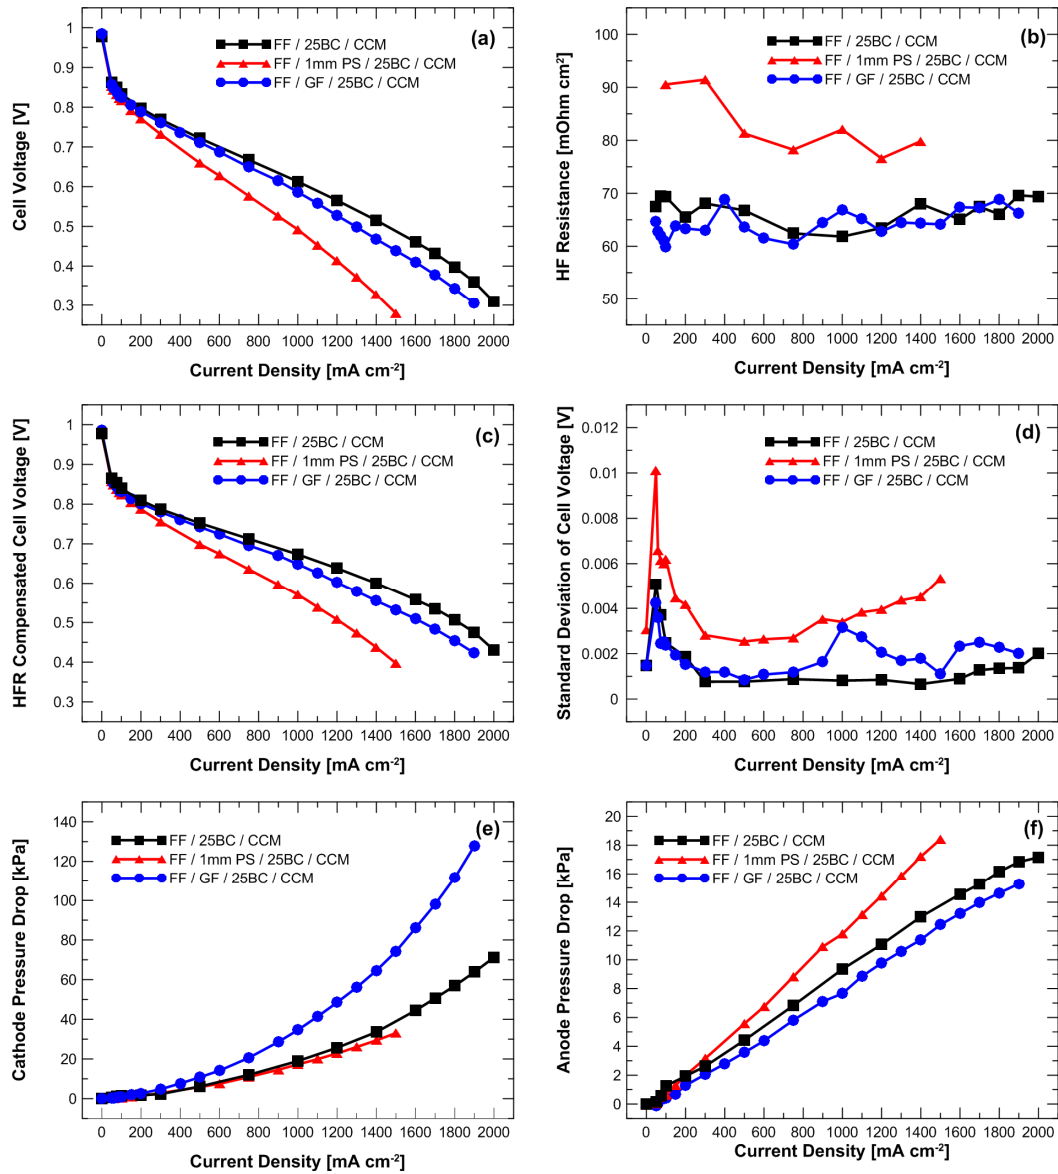 (a)
FF / 25BC / CCM
FF / 1mm PS / 25BC / CCM
FF / GF / 25BC / CCM
Cell Voltage [V]
1
0.9
0.8
0.7
0.6
0.5
0.4
0.3
0 200 400 600 800 1000 1200 1400 1600 1800 2000
Current Density [mA cm⁻²]
(b)
FF / 25BC / CCM
FF / 1mm PS / 25BC / CCM
FF / GF / 25BC / CCM
HF Resistance [mOhm cm²]
100
90
80
70
60
50
0 200 400 600 800 1000 1200 1400 1600 1800 2000
Current Density [mA cm⁻²]
(c)
FF / 25BC / CCM
FF / 1mm PS / 25BC / CCM
FF / GF / 25BC / CCM
HFR Compensated Cell Voltage [V]
1
0.9
0.8
0.7
0.6
0.5
0.4
0.3
0 200 400 600 800 1000 1200 1400 1600 1800 2000
Current Density [mA cm⁻²]
(d)
FF / 25BC / CCM
FF / 1mm PS / 25BC / CCM
FF / GF / 25BC / CCM
Standard Deviation of Cell Voltage [V]
0.012
0.01
0.008
0.006
0.004
0.002
0
0 200 400 600 800 1000 1200 1400 1600 1800 2000
Current Density [mA cm⁻²]
(e)
FF / 25BC / CCM
FF / 1mm PS / 25BC / CCM
FF / GF / 25BC / CCM
Cathode Pressure Drop [kPa]
140
120
100
80
60
40
20
0
0 200 400 600 800 1000 1200 1400 1600 1800 2000
Current Density [mA cm⁻²]
(f)
FF / 25BC / CCM
FF / 1mm PS / 25BC / CCM
FF / GF / 25BC / CCM
Anode Pressure Drop [kPa]
20
18
16
14
12
10
8
6
4
2
0
0 200 400 600 800 1000 1200 1400 1600 1800 2000
Current Density [mA cm⁻²]